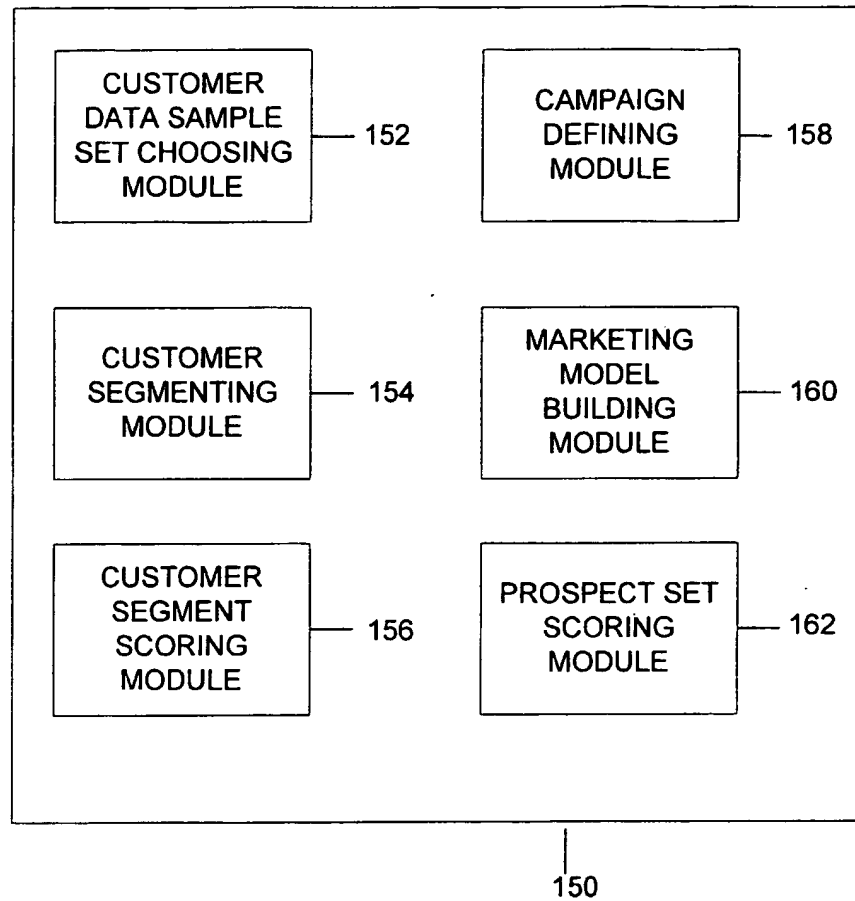 CUSTOMER
DATA SAMPLE
SET CHOOSING
MODULE
152
CAMPAIGN
DEFINING
MODULE
158
CUSTOMER
SEGMENTING
MODULE
154
MARKETING
MODEL
BUILDING
MODULE
160
CUSTOMER
SEGMENT
SCORING
MODULE
156
PROSPECT SET
SCORING
MODULE
162
150